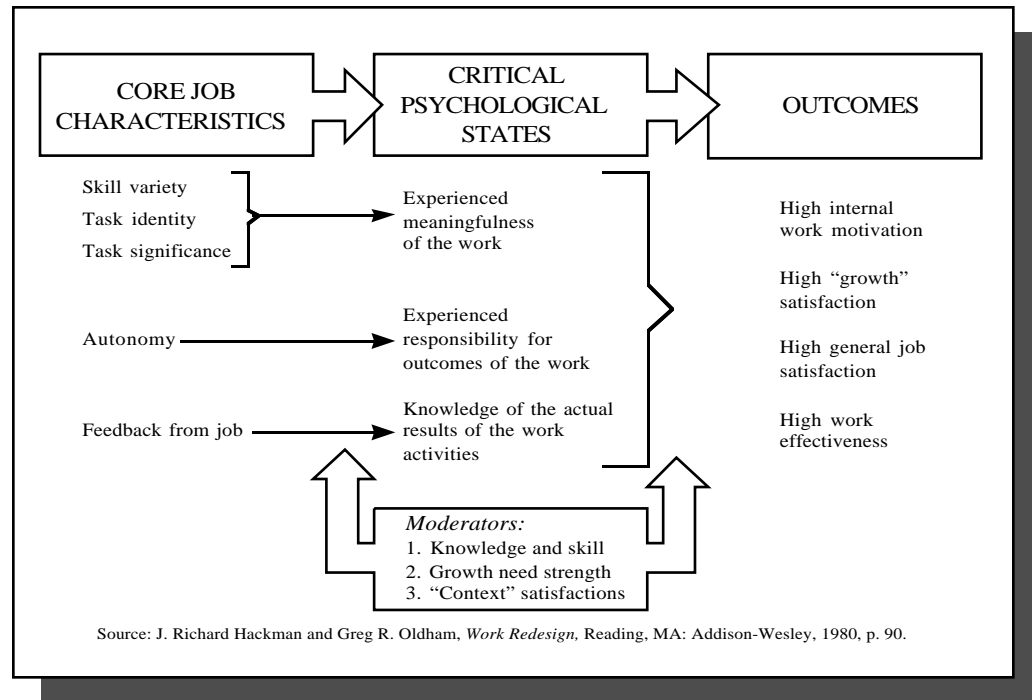 CORE JOB
CHARACTERISTICS
CRITICAL
PSYCHOLOGICAL
STATES
OUTCOMES
Skill variety
Task identity
Task significance
Experienced
meaningfulness
of the work
Autonomy
Experienced
responsibility for
outcomes of the work
Feedback from job
Knowledge of the actual
results of the work
activities
High internal
work motivation
High “growth”
satisfaction
High general job
satisfaction
High work
effectiveness
Moderators:
1. Knowledge and skill
2. Growth need strength
3. “Context” satisfactions
Source: J. Richard Hackman and Greg R. Oldham, Work Redesign, Reading, MA: Addison-Wesley, 1980, p. 90.